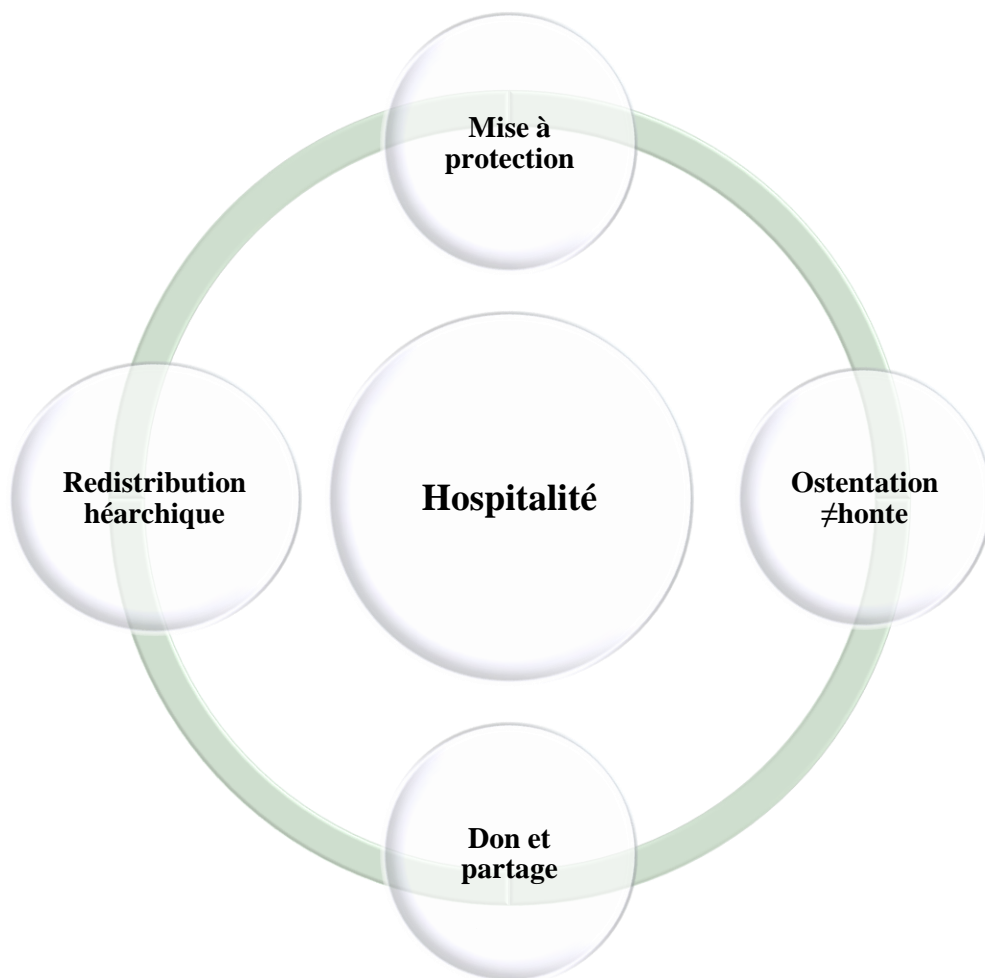 Mise à
protection
Redistribution
héarchique
Hospitalité
Ostentation
≠honte
Don et
partage